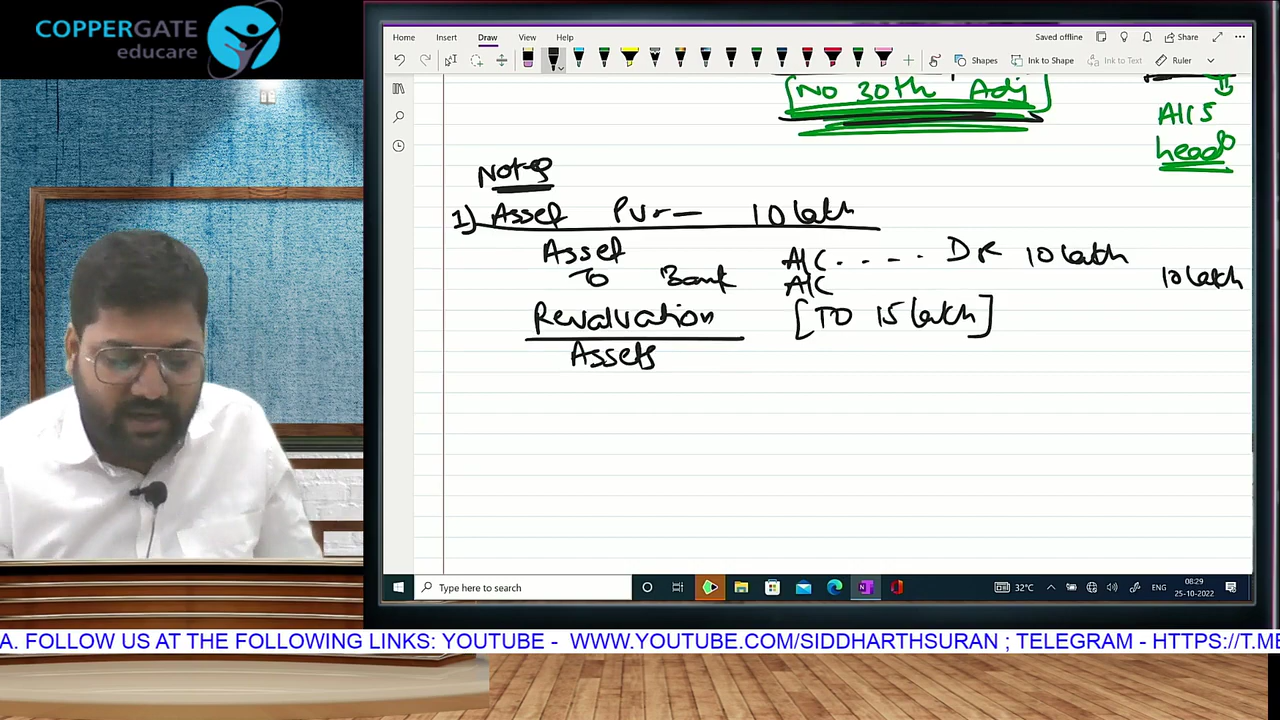 COPPERGATE
educare
Home Insert Draw View Help
Saved offline
Share
Shapes
Ink to Shape
Ink to Text
Ruler
[No 30th Adj]
A/CS
head
Notes
1) Asset Pur— 10 lakh
Asset A/C. . . . . DR 10 lakh
To Bank A/C 10 lakh
Revaluation [TO 15 lakh]
Assets
Type here to search
32°C
ENG
08:29
25-10-2022
A. FOLLOW US AT THE FOLLOWING LINKS: YOUTUBE - WWW.YOUTUBE.COM/SIDDHARTHSURAN ; TELEGRAM - HTTPS://T.ME